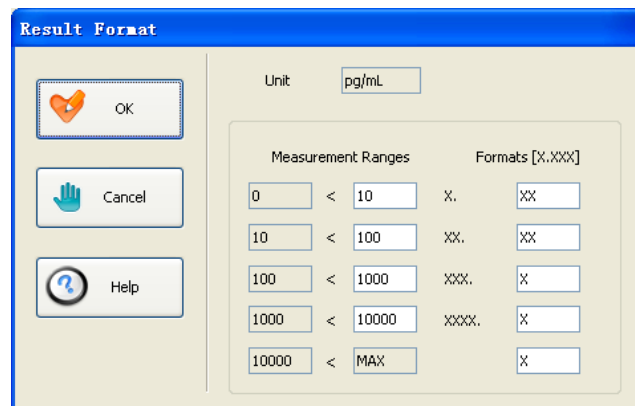 Result Format
OK
Cancel
Help
Unit pg/mL
Measurement Ranges Formats [X.XXX]
0 < 10 X. XX
10 < 100 XX. XX
100 < 1000 XXX. X
1000 < 10000 XXXX. X
10000 < MAX X